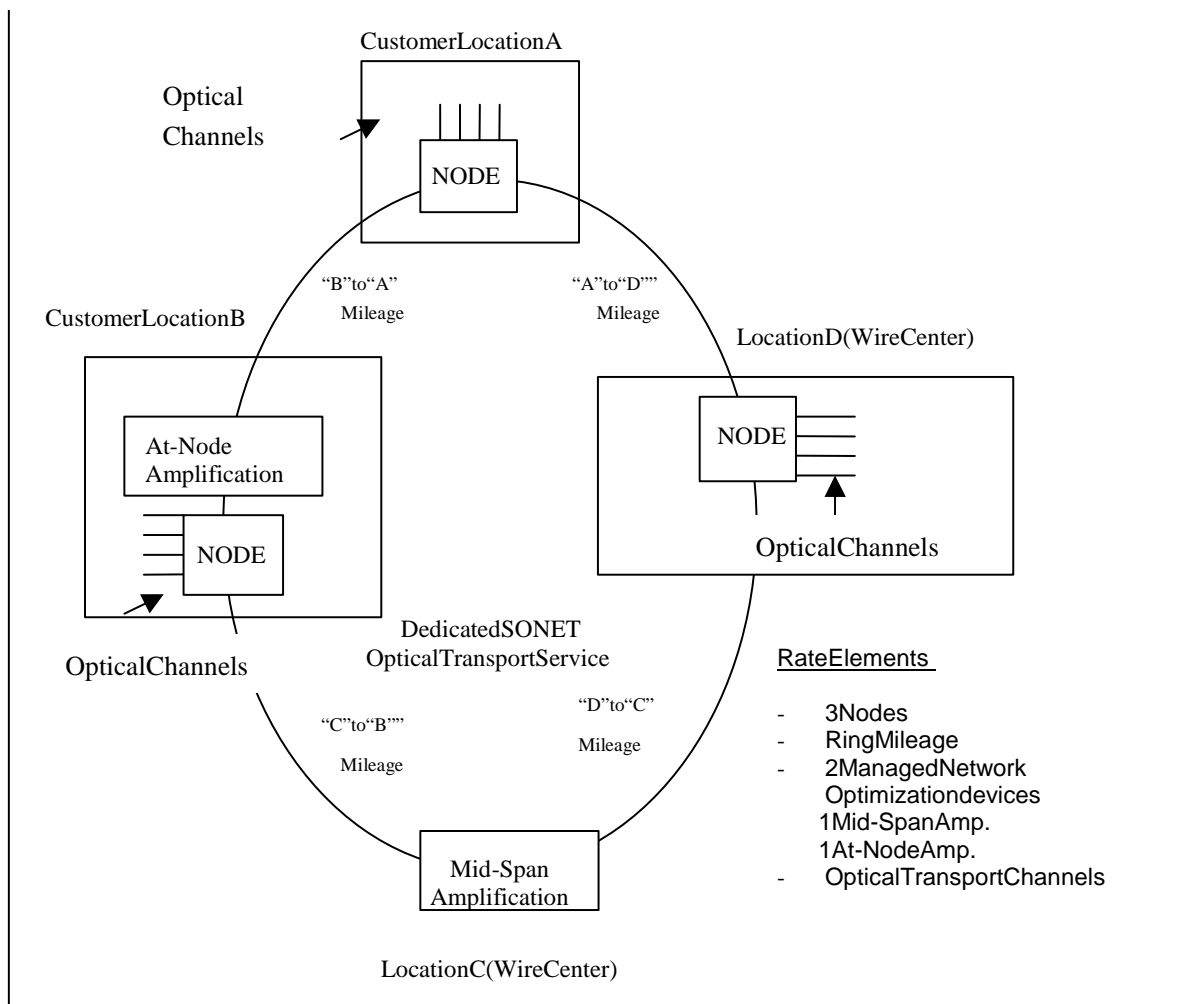 CustomerLocationA
Optical
Channels
NODE
“B”to“A”
Mileage
“A”to“D””
Mileage
CustomerLocationB
LocationD(WireCenter)
At-Node
Amplification
NODE
NODE
OpticalChannels
OpticalChannels
DedicatedSONET
OpticalTransportService
“C”to“B””
Mileage
“D”to“C”
Mileage
RateElements
- 3Nodes
- RingMileage
- 2ManagedNetwork
Optimizationdevices
1Mid-SpanAmp.
1At-NodeAmp.
- OpticalTransportChannels
Mid-Span
Amplification
LocationC(WireCenter)